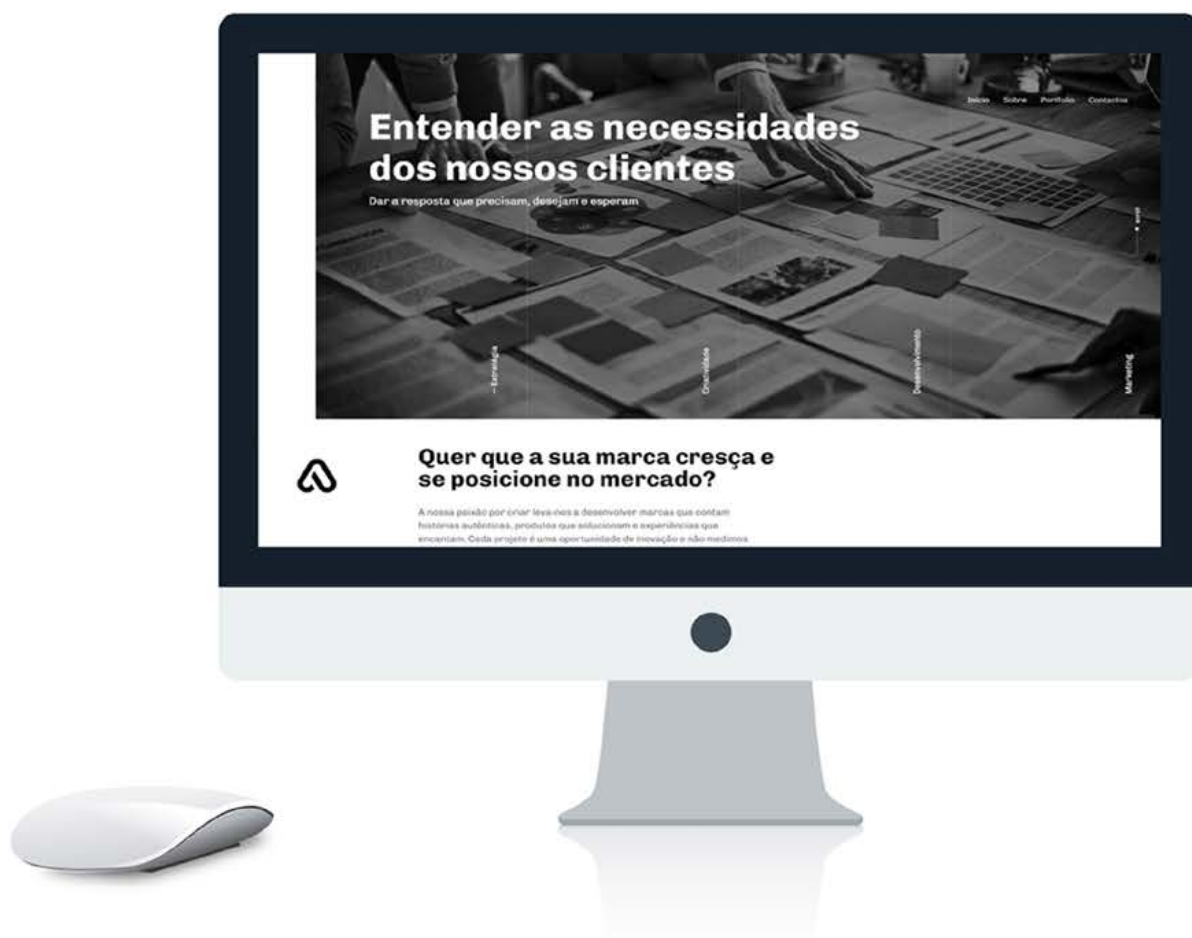 Início Sobre Portfolio Contactos
Entender as necessidades
dos nossos clientes
Dar a resposta que precisam, desejam e esperam
scroll
— Estratégia
Criatividade
Desenvolvimento
Marketing
Quer que a sua marca cresça e
se posicione no mercado?
A nossa paixão por criar leva-nos a desenvolver marcas que contam
histórias autênticas, produtos que solucionam e experiências que
encantam. Cada projeto é uma oportunidade de inovação e não medimos